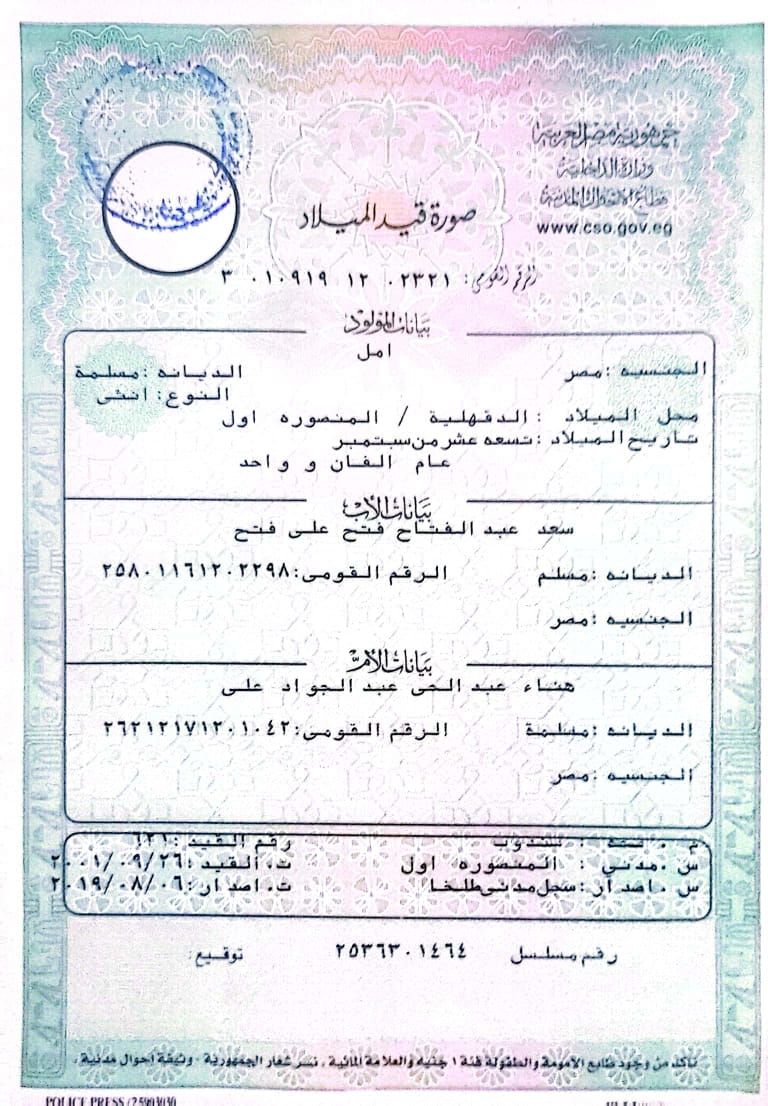 جمهورية مصر العربية
وزارة الداخلية
قطاع الأحوال المدنية
www.cso.gov.eg
صورة قيد الميلاد
الرقم القومى: ٣ ٠١٠٩١٩ ١٢ ٠٢٣٢١
بيانات المولود
امل
الجنسيه :مصر الديانه :مسلمة
النوع: انثى
محل الميلاد : الدقهلية / المنصوره اول
تاريخ الميلاد :تسعه عشر من سبتمبر
عام الفان و واحد
بيانات الأب
سعد عبد الفتاح فتح على فتح
الديانه :مسلم الرقم القومى:٢٥٨٠١١٦١٢٠٢٢٩٨
الجنسيه :مصر
بيانات الأم
هناء عبد الحى عبد الجواد على
الديانه :مسلمة الرقم القومى:٢٦٢١٢١٧١٢٠١٠٤٢
الجنسيه :مصر
رقم القيد :٦٢١
س .مدني : المنصوره اول ت.القيد :٢٠٠١/٠٩/٢٦
س .اصدار :سجل مدنى طلخا ت.اصدار :٢٠١٩/٠٨/٠٦
رقم مسلسل ٢٥٣٦٣٠١٤٦٤ توقيع:
تأكد من وجود طابع الأمومة والطفولة فئة ١ جنيه والعلامة المائية ، نسر شعار الجمهورية ، وثيقة احوال مدنية .
POLICE PRESS /25903030